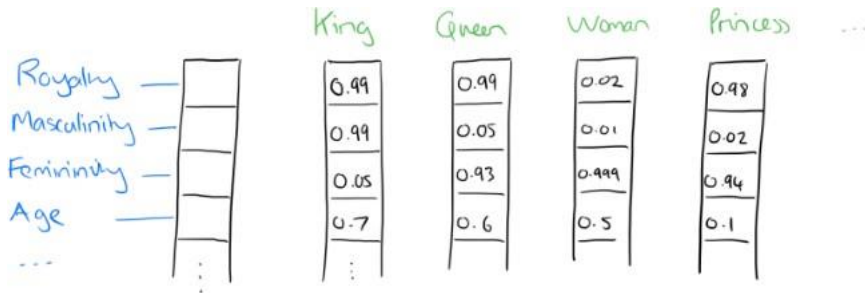 King Queen Woman Princess ...
Royalty 0.99 0.99 0.02 0.98
Masculinity 0.99 0.05 0.01 0.02
Femininity 0.05 0.93 0.999 0.94
Age 0.7 0.6 0.5 0.1
...